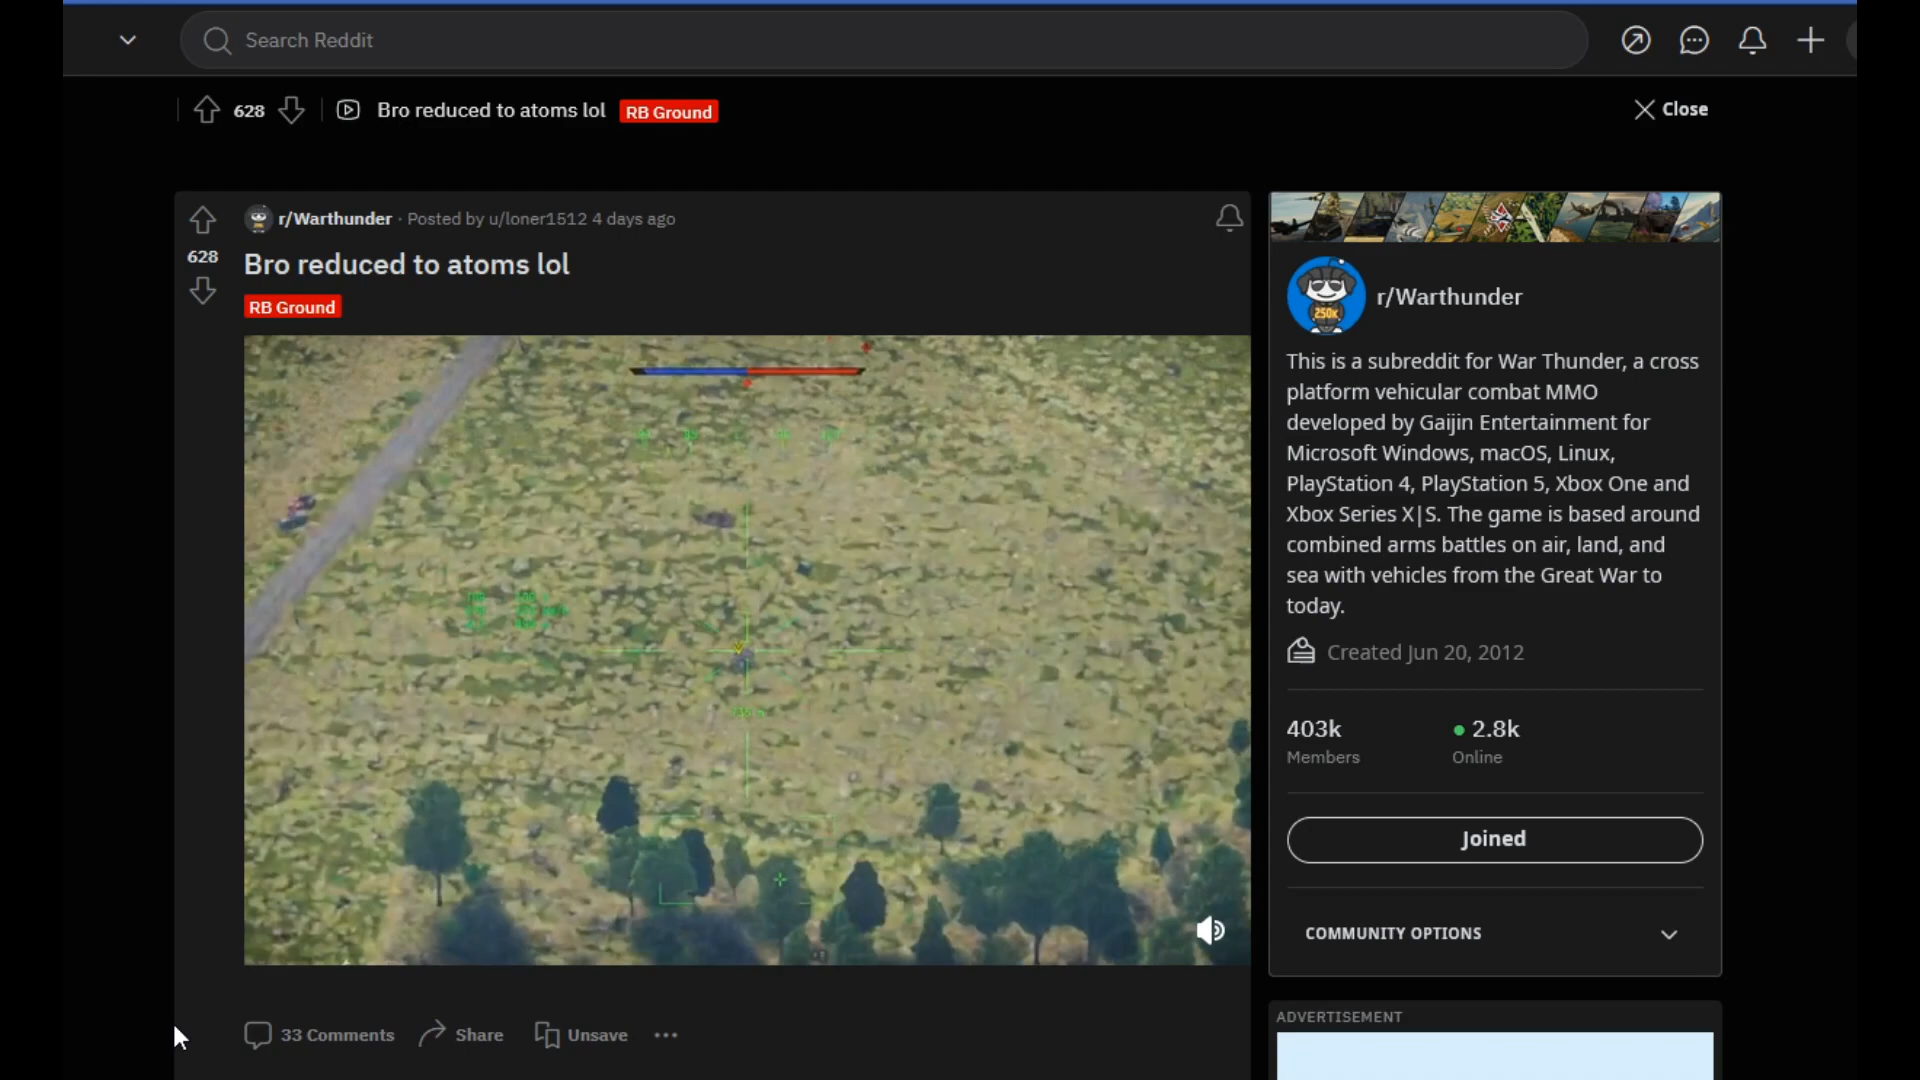 Search Reddit
628
Bro reduced to atoms lol
RB Ground
Close
r/Warthunder · Posted by u/loner1512 4 days ago
628
Bro reduced to atoms lol
RB Ground
33 Comments
Share
Unsave
250K
r/Warthunder
This is a subreddit for War Thunder, a cross
platform vehicular combat MMO
developed by Gaijin Entertainment for
Microsoft Windows, macOS, Linux,
PlayStation 4, PlayStation 5, Xbox One and
Xbox Series X|S. The game is based around
combined arms battles on air, land, and
sea with vehicles from the Great War to
today.
Created Jun 20, 2012
403k
Members
2.8k
Online
Joined
COMMUNITY OPTIONS
ADVERTISEMENT